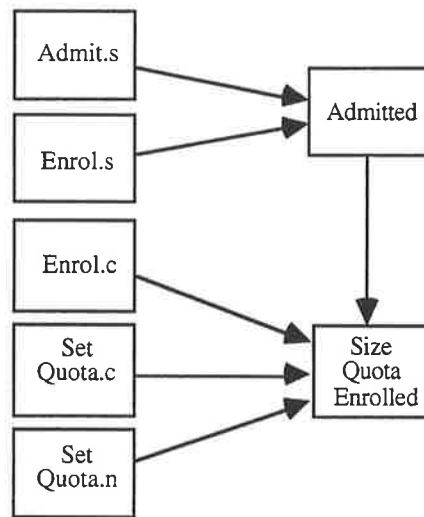 Admit.s
Admitted
Enrol.s
Enrol.c
Set
Quota.c
Size
Quota
Enrolled
Set
Quota.n